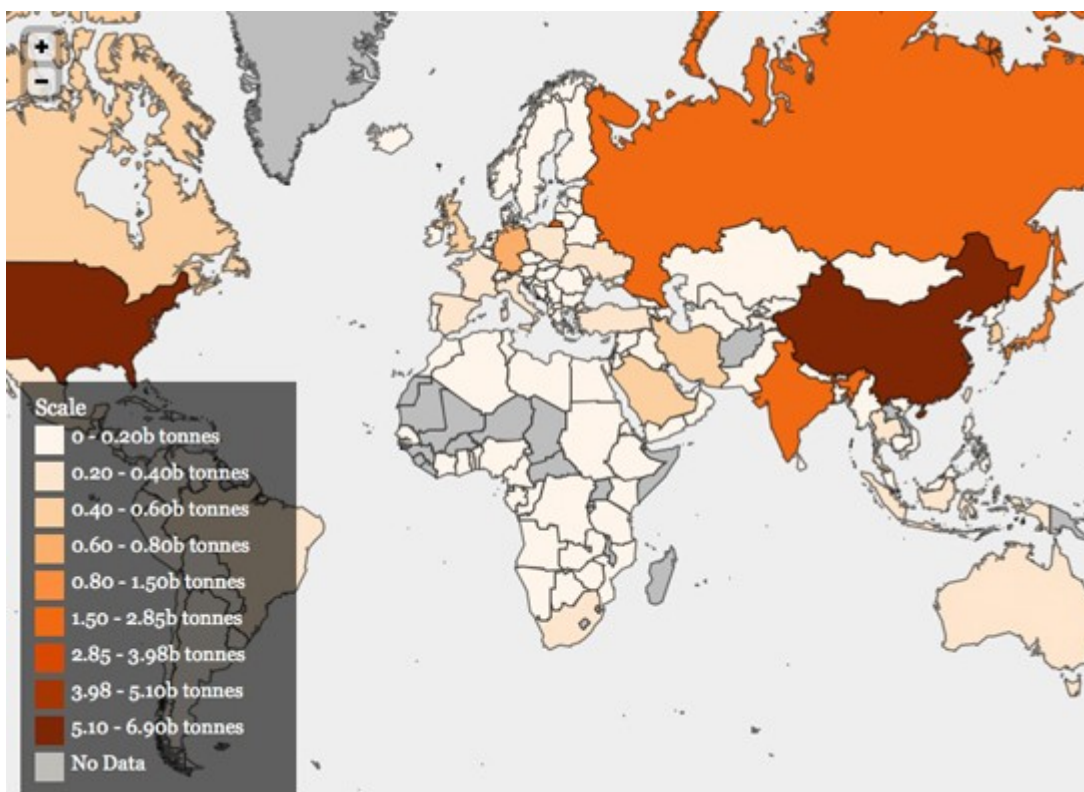 +
−
Scale
0 - 0.20b tonnes
0.20 - 0.40b tonnes
0.40 - 0.60b tonnes
0.60 - 0.80b tonnes
0.80 - 1.50b tonnes
1.50 - 2.85b tonnes
2.85 - 3.98b tonnes
3.98 - 5.10b tonnes
5.10 - 6.90b tonnes
No Data